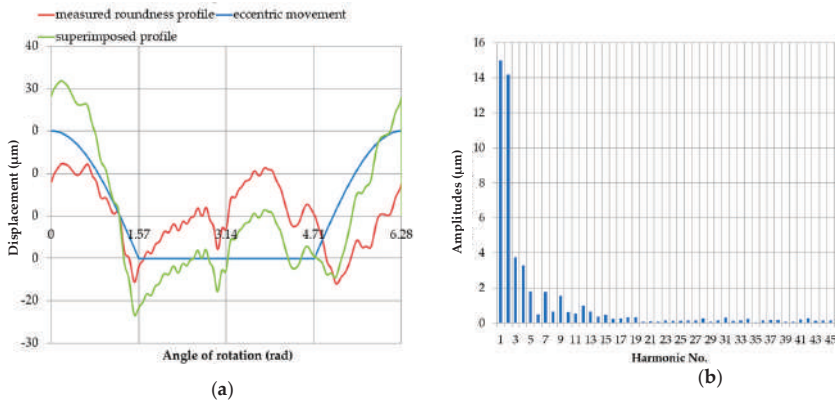 measured roundness profile eccentric movement
superimposed profile
40
30
0
0
0
0
-20
-30
0 1.57 3.14 4.71 6.28
Displacement (μm)
Angle of rotation (rad)
(a)
16
14
12
10
8
6
4
2
0
Amplitudes (μm)
1 3 5 7 9 11 13 15 17 19 21 23 25 27 29 31 33 35 37 39 41 43 45
Harmonic No.
(b)